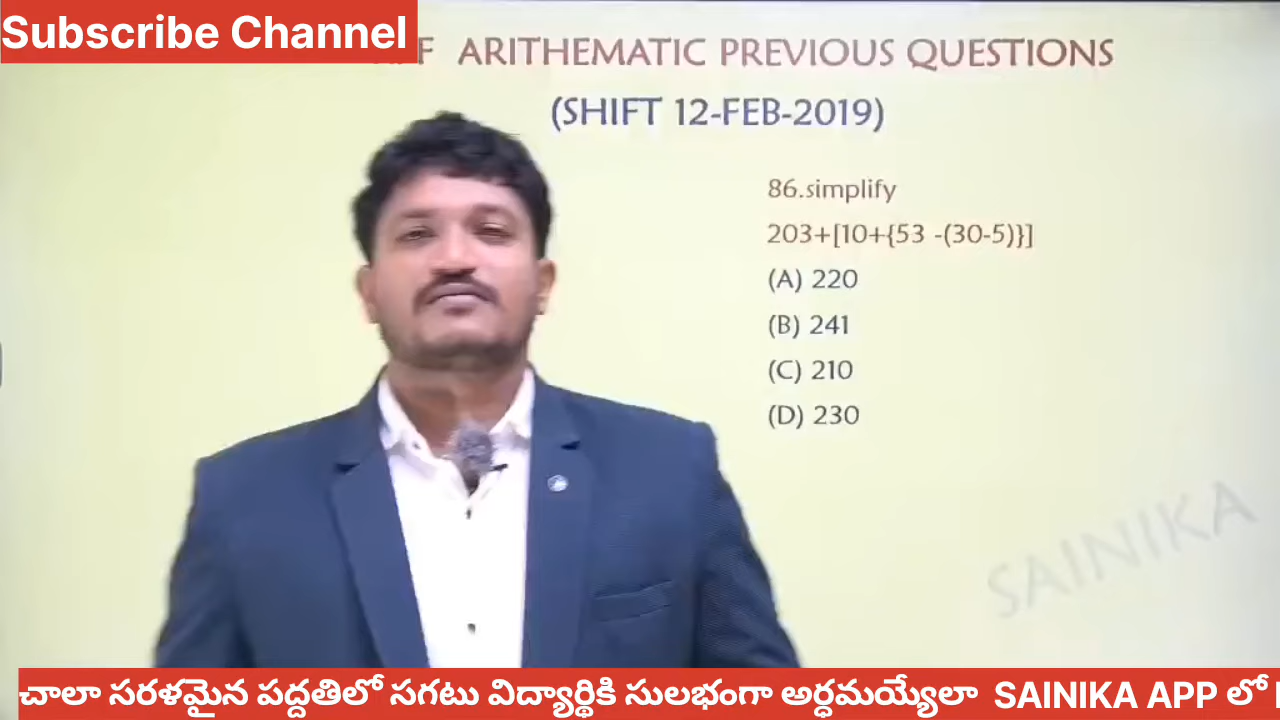 Subscribe Channel
ARITHEMATIC PREVIOUS QUESTIONS
(SHIFT 12-FEB-2019)
86.simplify
203+[10+{53 -(30-5)}]
(A) 220
(B) 241
(C) 210
(D) 230
SAINIKA
చాలా సరళమైన పద్దతిలో సగటు విద్యార్థికి సులభంగా అర్ధమయ్యేలా SAINIKA APP లో